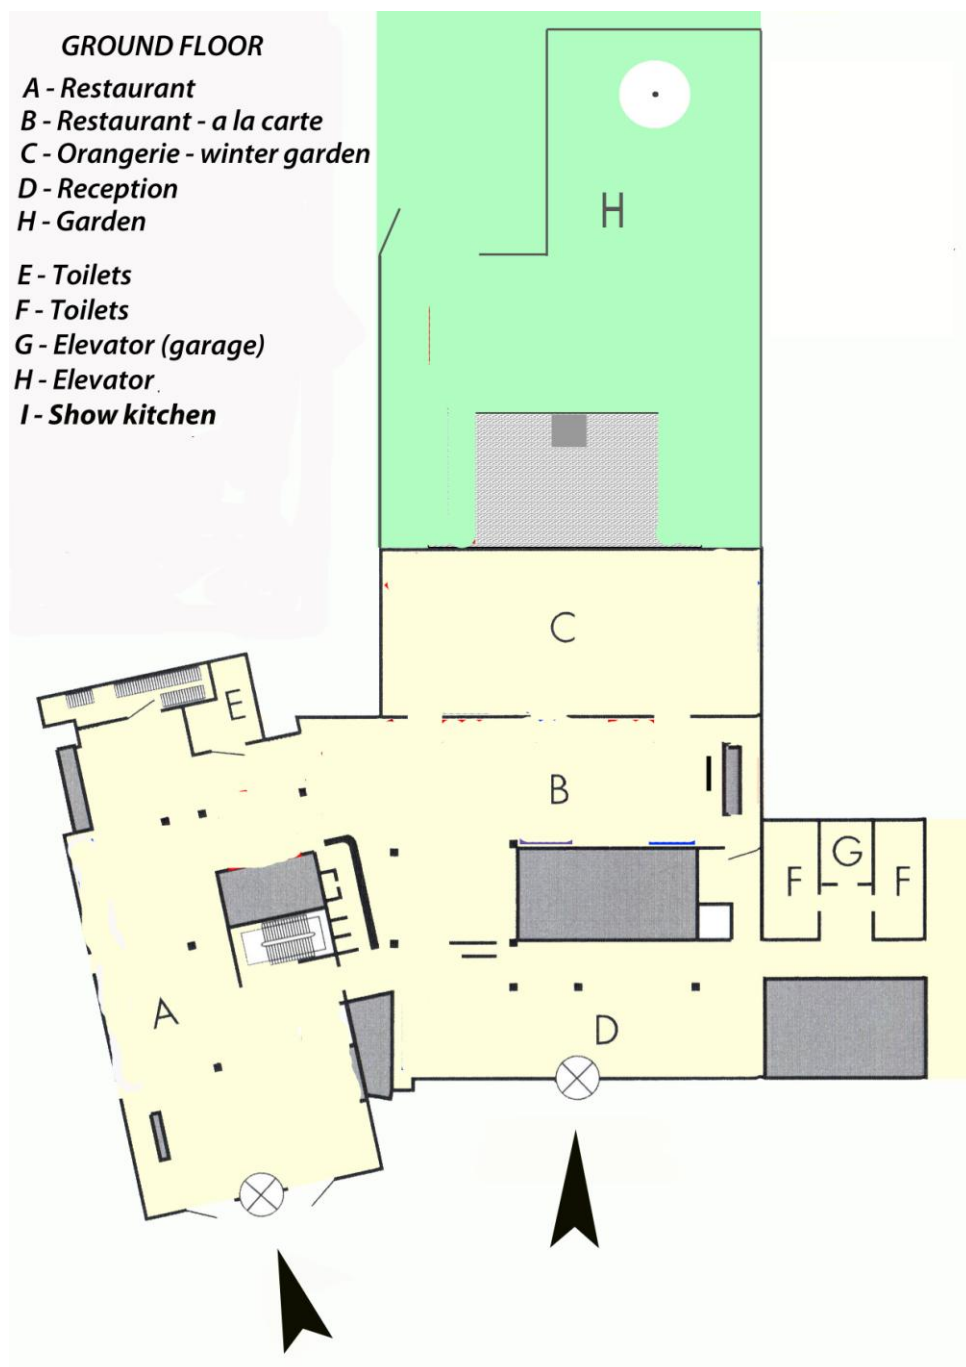 GROUND FLOOR
A - Restaurant
B - Restaurant - a la carte
C - Orangerie - winter garden
D - Reception
H - Garden
E - Toilets
F - Toilets
G - Elevator (garage)
H - Elevator
I - Show kitchen
H
C
E
B
G
F F
A
D